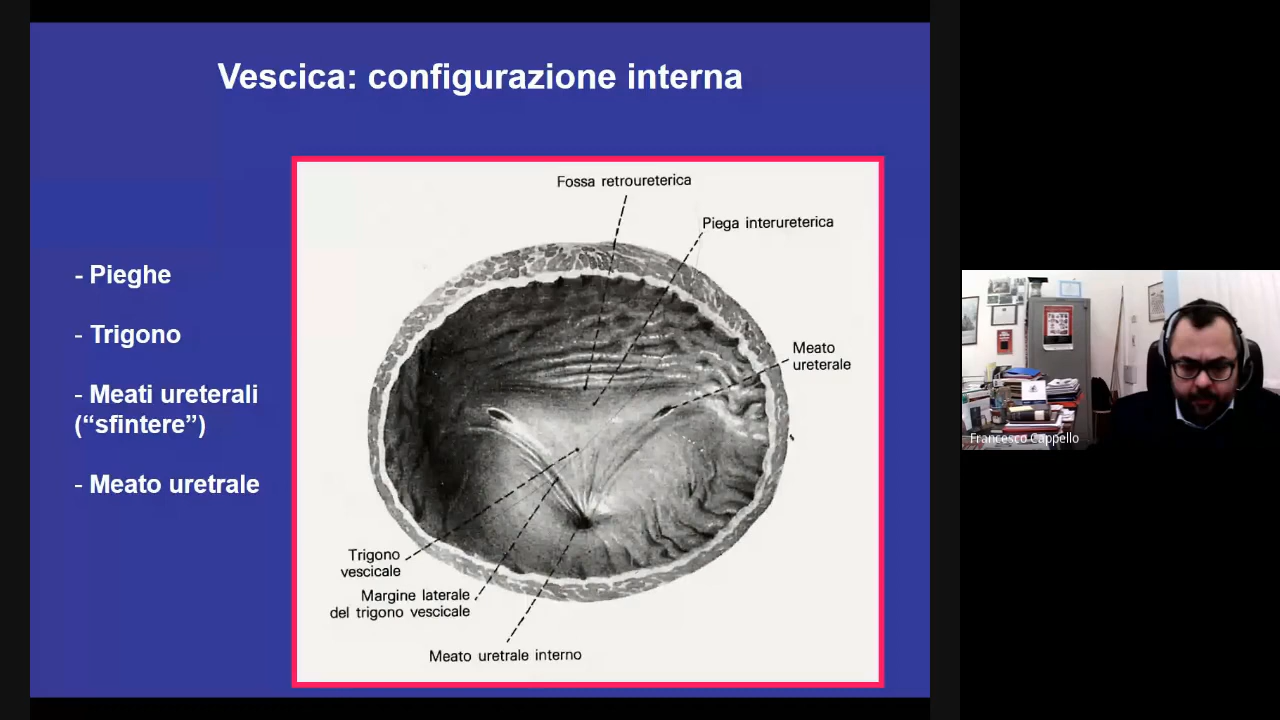 Vescica: configurazione interna
- Pieghe
- Trigono
- Meati ureterali
(“sfintere”)
- Meato uretrale
Fossa retroureterica
Piega interureterica
Meato
ureterale
Trigono
vescicale
Margine laterale
del trigono vescicale
Meato uretrale interno
Francesco Cappello